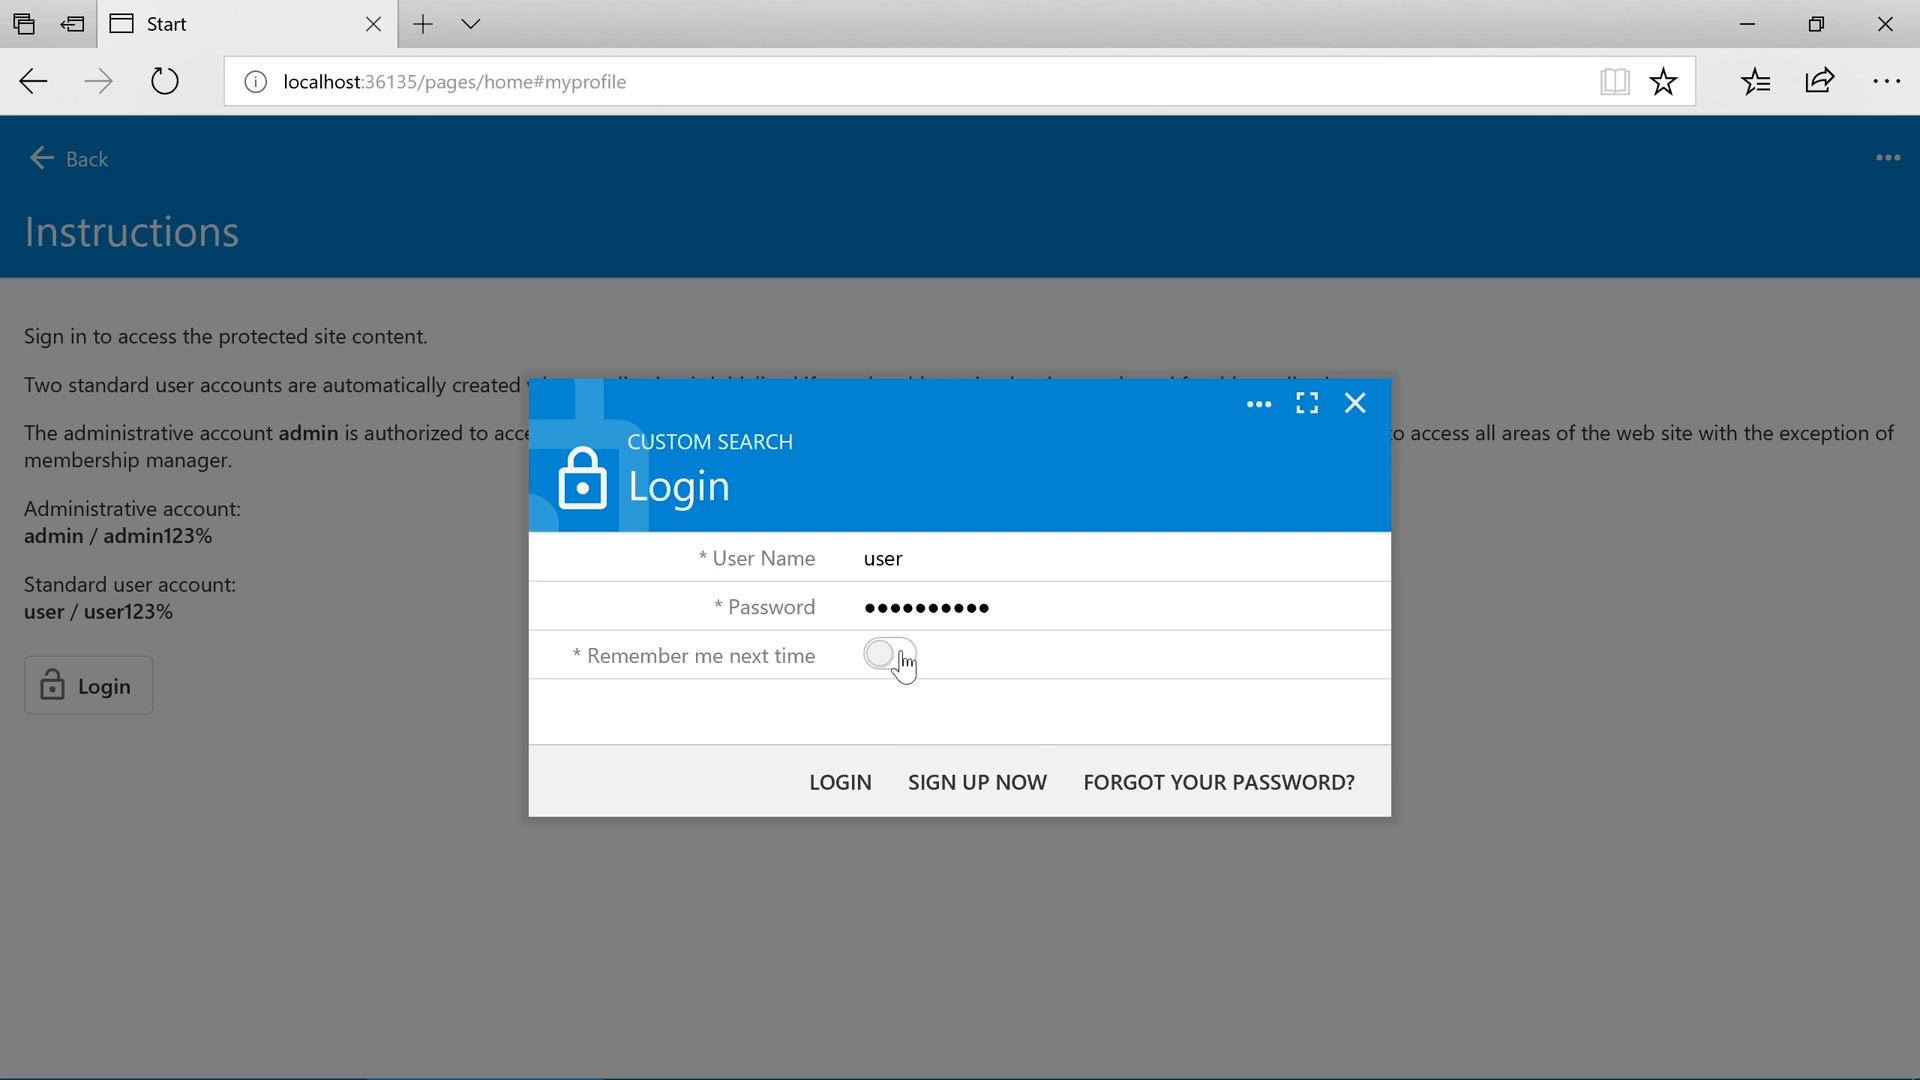 Start
localhost:36135/pages/home#myprofile
Back
Instructions
Sign in to access the protected site content.
Two standard user accounts are automatically created
The administrative account admin is authorized to
to access all areas of the web site with the exception of
membership manager.
Administrative account:
admin / admin123%
Standard user account:
user / user123%
Login
CUSTOM SEARCH
Login
* User Name user
* Password ••••••••••
* Remember me next time
LOGIN SIGN UP NOW FORGOT YOUR PASSWORD?